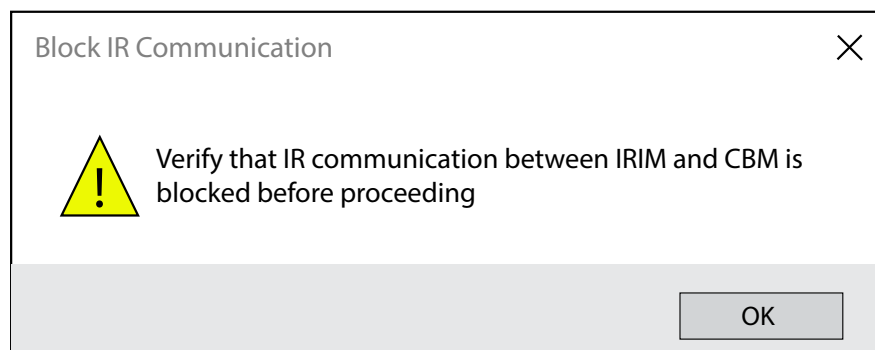 Block IR Communication
!
Verify that IR communication between IRIM and CBM is
blocked before proceeding
OK